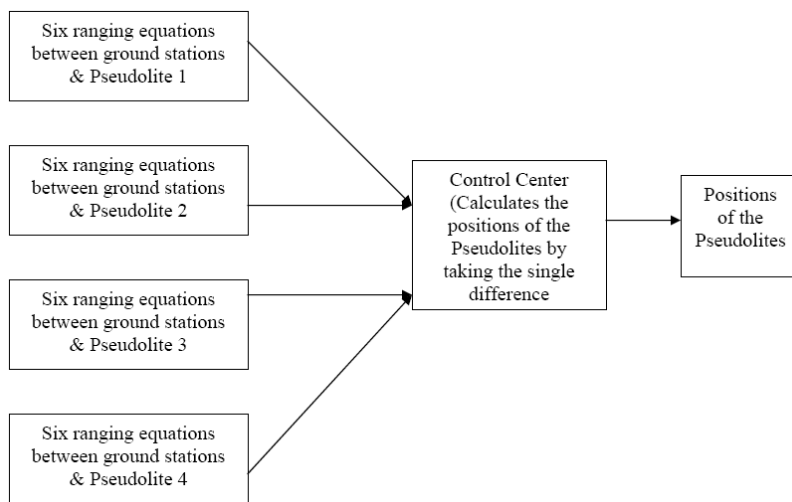 Six ranging equations
between ground stations
& Pseudolite 1
Six ranging equations
between ground stations
& Pseudolite 2
Six ranging equations
between ground stations
& Pseudolite 3
Six ranging equations
between ground stations
& Pseudolite 4
Control Center
(Calculates the
positions of the
Pseudolites by
taking the single
difference
Positions
of the
Pseudolites